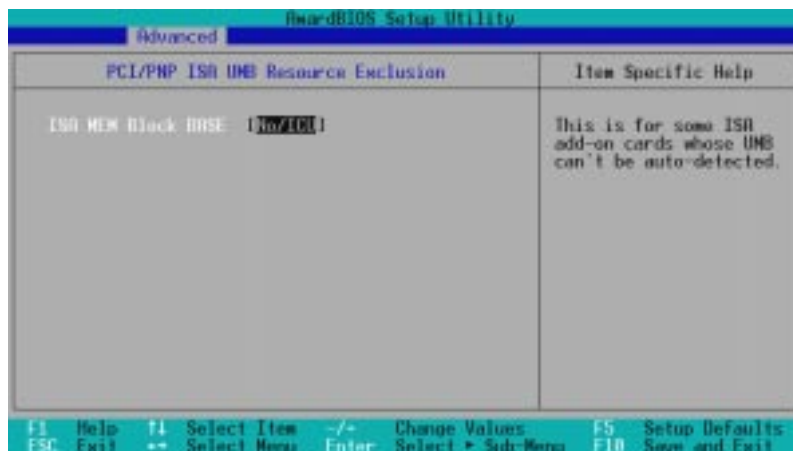 AwardBIOS Setup Utility
Advanced
PCI/PNP ISA UMB Resource Exclusion
Item Specific Help
ISA MEM Block BASE [No/ICU]
This is for some ISA
add-on cards whose UMB
can't be auto-detected.
F1 Help ↑↓ Select Item -/+ Change Values F5 Setup Defaults
ESC Exit ←→ Select Menu Enter Select ► Sub-Menu F10 Save and Exit